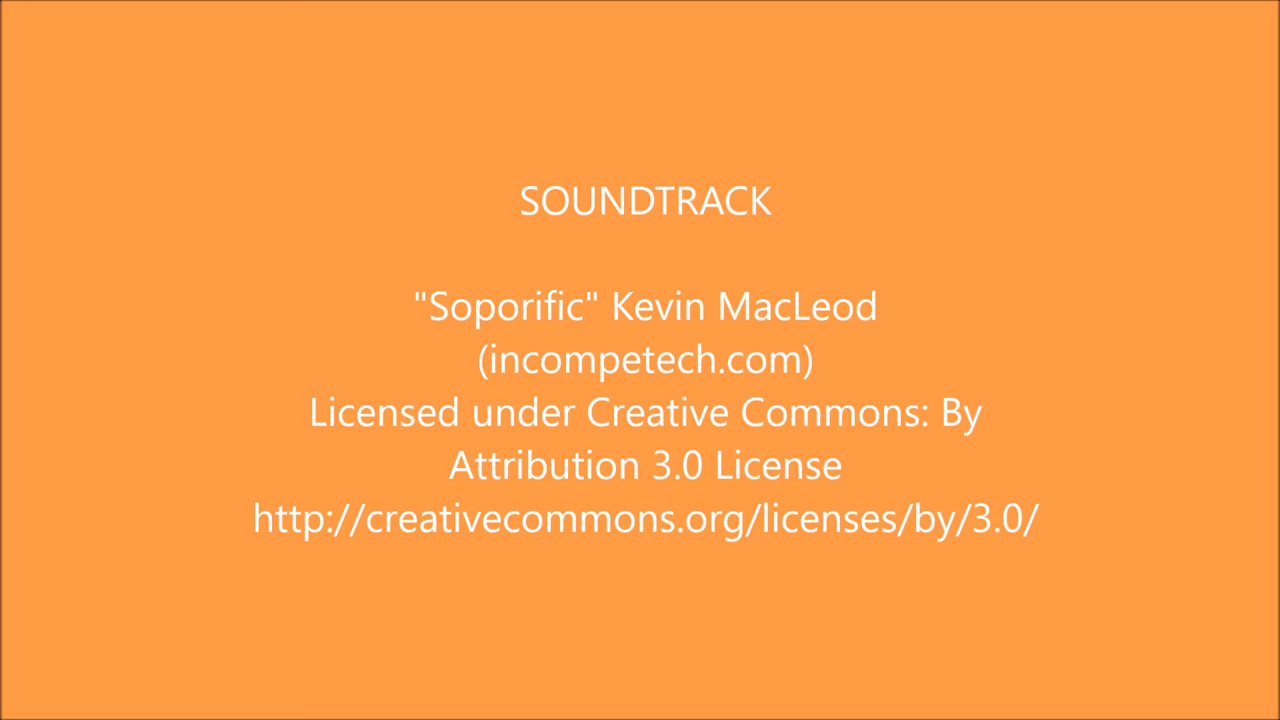 SOUNDTRACK
"Soporific" Kevin MacLeod
(incompetech.com)
Licensed under Creative Commons: By
Attribution 3.0 License
http://creativecommons.org/licenses/by/3.0/